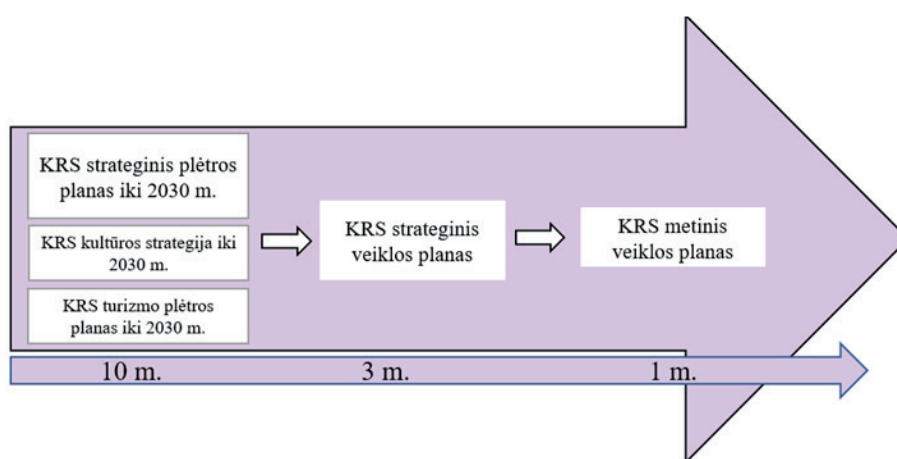 KRS strateginis plėtros
planas iki 2030 m.
KRS kultūros strategija iki
2030 m.
KRS turizmo plėtros
planas iki 2030 m.
KRS strateginis
veiklos planas
KRS metinis
veiklos planas
10 m.
3 m.
1 m.